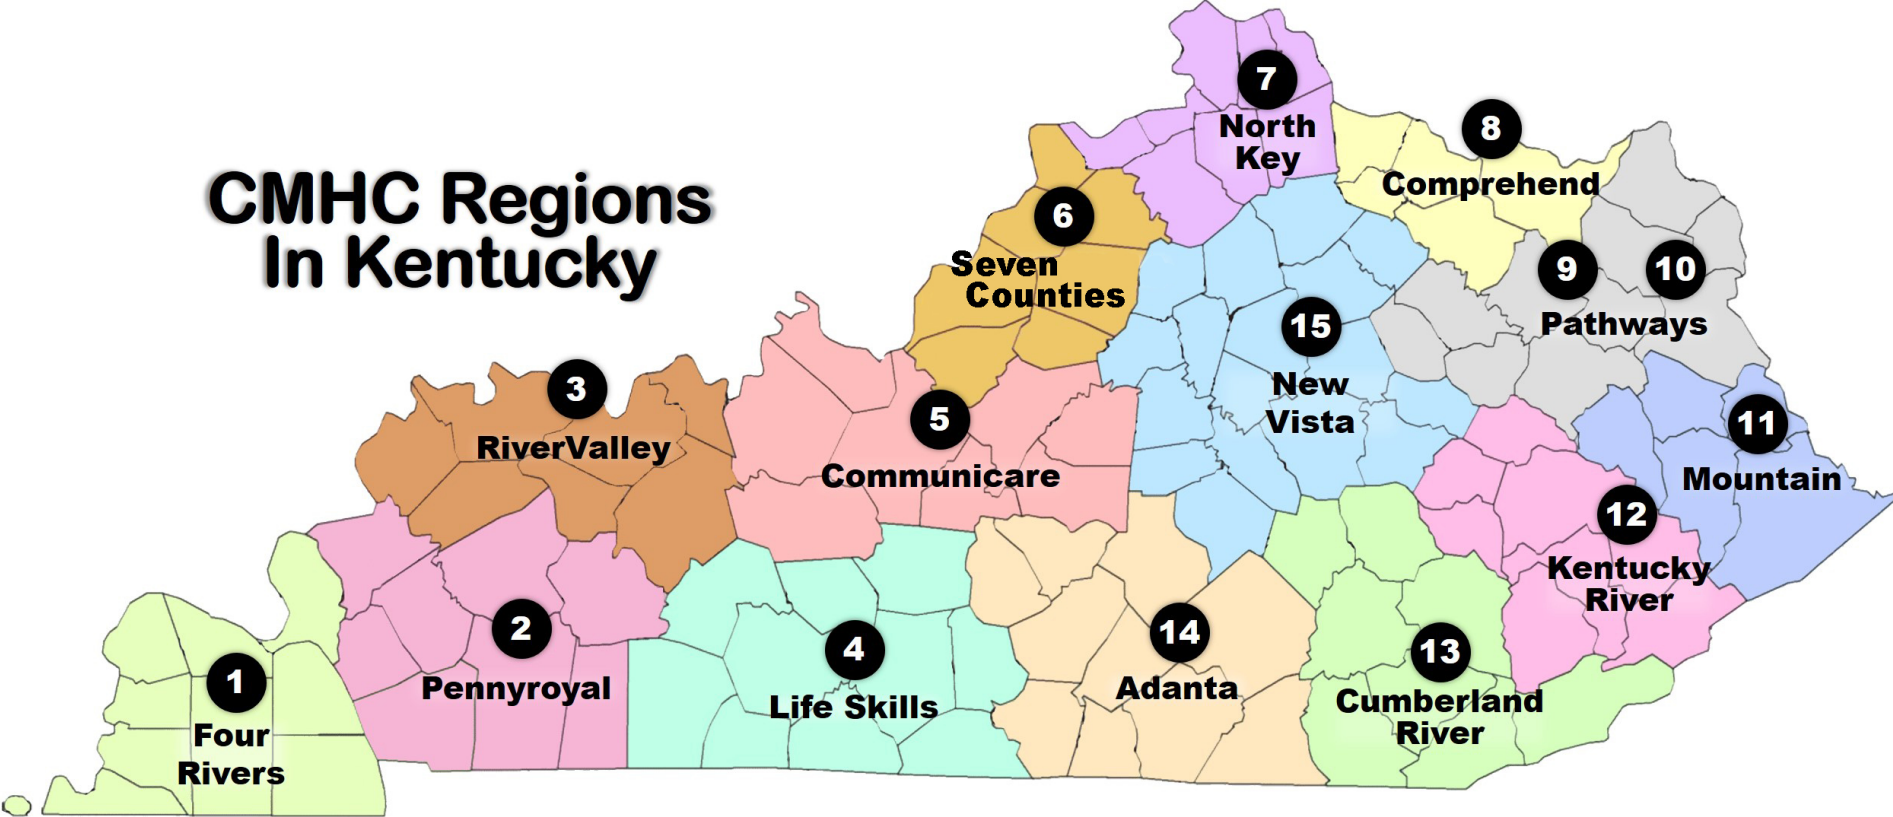 CMHC Regions
In Kentucky
1
Four
Rivers
2
Pennyroyal
3
RiverValley
4
Life Skills
5
Communicare
6
Seven
Counties
7
North
Key
8
Comprehend
9
10
Pathways
11
Mountain
12
Kentucky
River
13
Cumberland
River
14
Adanta
15
New
Vista